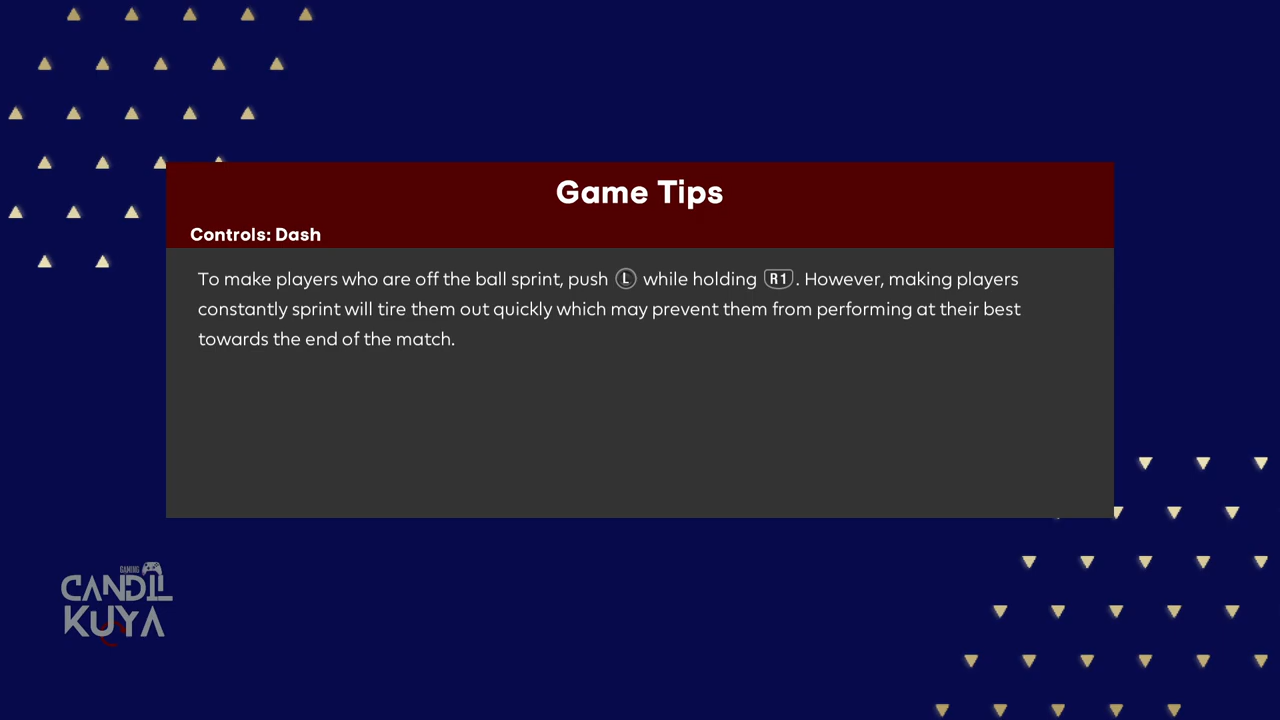 Game Tips
Controls: Dash
To make players who are off the ball sprint, push L while holding R1. However, making players
constantly sprint will tire them out quickly which may prevent them from performing at their best
towards the end of the match.
GAMING
CANDIL
KUYA